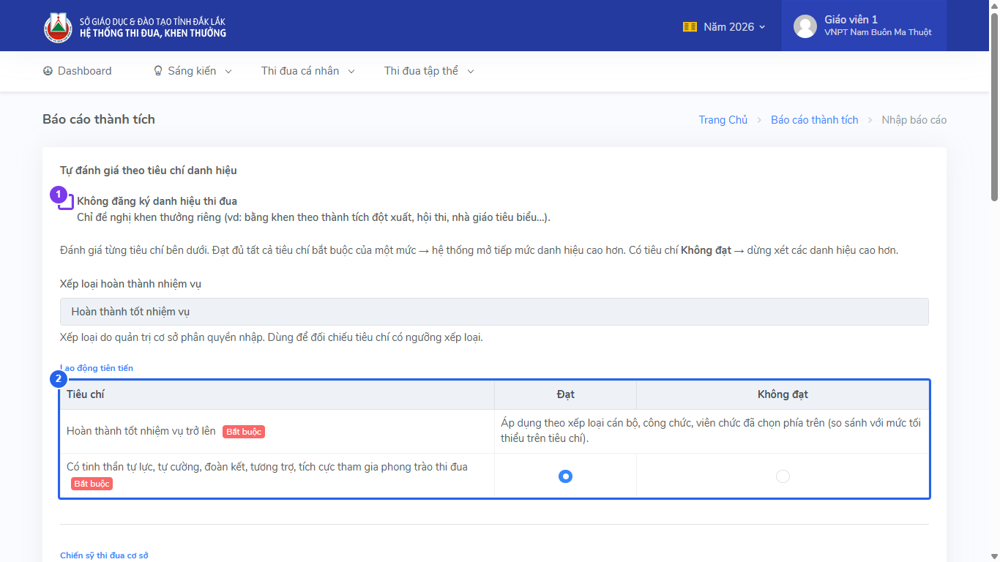 SỞ GIÁO DỤC & ĐÀO TẠO TỈNH ĐẮK LẮK
HỆ THỐNG THI ĐUA, KHEN THƯỞNG
Năm 2026
Giáo viên 1
VNPT Nam Buôn Ma Thuột
Dashboard
Sáng kiến
Thi đua cá nhân
Thi đua tập thể
Báo cáo thành tích
Trang Chủ > Báo cáo thành tích > Nhập báo cáo
Tự đánh giá theo tiêu chí danh hiệu
1
Không đăng ký danh hiệu thi đua
Chỉ đề nghị khen thưởng riêng (vd: bằng khen theo thành tích đột xuất, hội thi, nhà giáo tiêu biểu...).
Đánh giá từng tiêu chí bên dưới. Đạt đủ tất cả tiêu chí bắt buộc của một mức → hệ thống mở tiếp mức danh hiệu cao hơn. Có tiêu chí Không đạt → dừng xét các danh hiệu cao hơn.
Xếp loại hoàn thành nhiệm vụ
Hoàn thành tốt nhiệm vụ
Xếp loại do quản trị cơ sở phân quyền nhập. Dùng để đối chiếu tiêu chí có ngưỡng xếp loại.
Lao động tiên tiến
2
Tiêu chí Đạt Không đạt
Hoàn thành tốt nhiệm vụ trở lên Bắt buộc
Áp dụng theo xếp loại cán bộ, công chức, viên chức đã chọn phía trên (so sánh với mức tối
thiểu trên tiêu chí).
Có tinh thần tự lực, tự cường, đoàn kết, tương trợ, tích cực tham gia phong trào thi đua
Bắt buộc
Chiến sỹ thi đua cơ sở